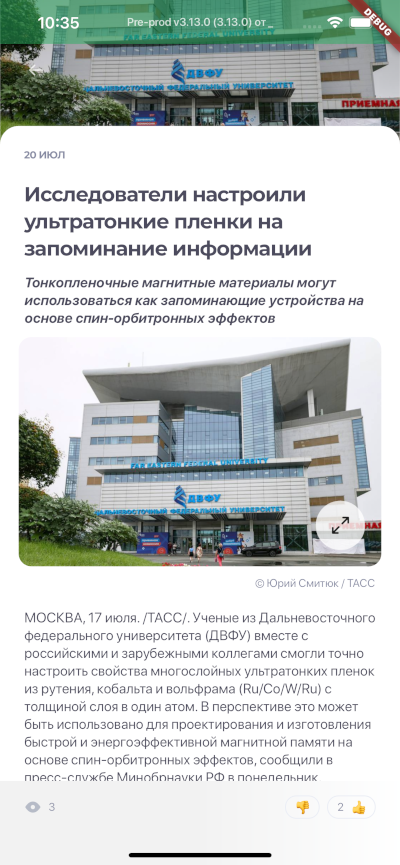 10:35
Pre-prod v3.13.0 (3.13.0) от _
DEBUG
FAR EASTERN FEDERAL UNIVERSITY
ДВФУ
ДАЛЬНЕВОСТОЧНЫЙ ФЕДЕРАЛЬНЫЙ УНИВЕРСИТЕТ
ПРИЕМНАЯ
20 ИЮЛ
Исследователи настроили
ультратонкие пленки на
запоминание информации
Тонкопленочные магнитные материалы могут
использоваться как запоминающие устройства на
основе спин-орбитронных эффектов
FAR EASTERN FEDERAL UNIVERSITY
ДВФУ
ДАЛЬНЕВОСТОЧНЫЙ ФЕДЕРАЛЬНЫЙ УНИВЕРСИТЕТ
ПРИЕМНАЯ
© Юрий Смитюк / ТАСС
МОСКВА, 17 июля. /ТАСС/. Ученые из Дальневосточного
федерального университета (ДВФУ) вместе с
российскими и зарубежными коллегами смогли точно
настроить свойства многослойных ультратонких пленок
из рутения, кобальта и вольфрама (Ru/Co/W/Ru) с
толщиной слоя в один атом. В перспективе это может
быть использовано для проектирования и изготовления
быстрой и энергоэффективной магнитной памяти на
основе спин-орбитронных эффектов, сообщили в
пресс-службе Минобрнауки РФ в понедельник
3
2